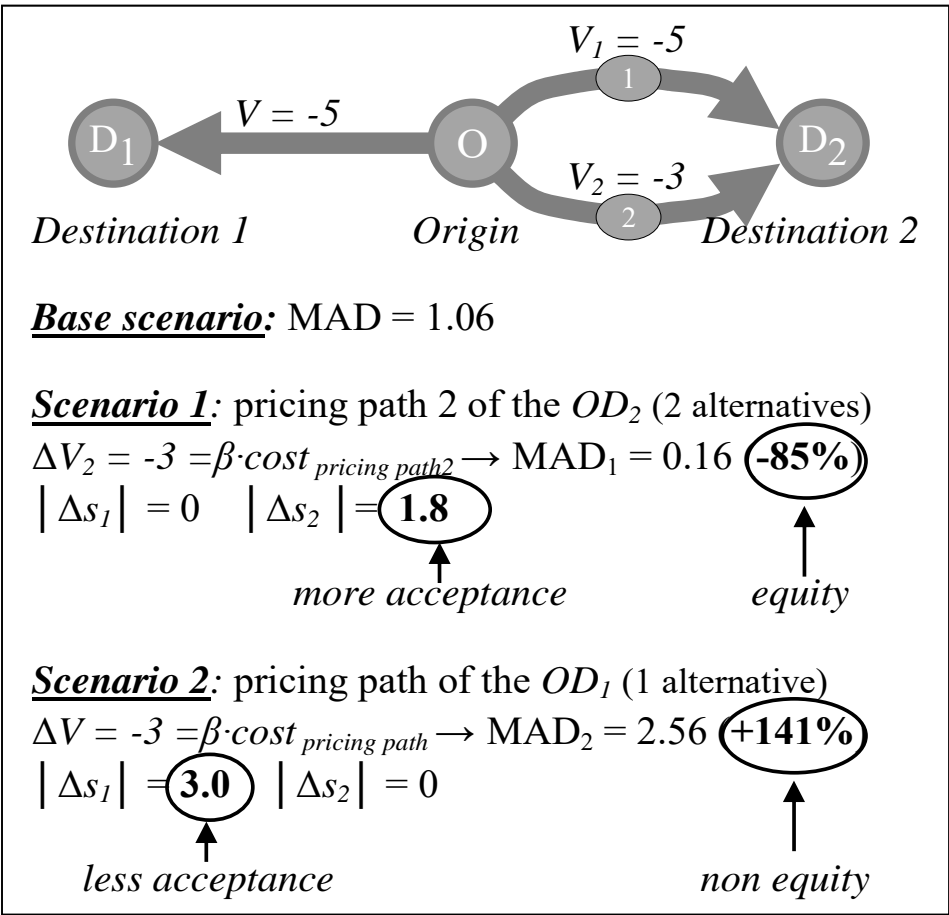 V₁ = -5
1
V = -5
D₁ O D₂
V₂ = -3
2
Destination 1 Origin Destination 2
Base scenario: MAD = 1.06
Scenario 1: pricing path 2 of the OD₂ (2 alternatives)
ΔV₂ = -3 =β·cost pricing path2 → MAD₁ = 0.16 (-85%)
|Δs₁| = 0 |Δs₂| = 1.8
more acceptance equity
Scenario 2: pricing path of the OD₁ (1 alternative)
ΔV = -3 =β·cost pricing path → MAD₂ = 2.56 (+141%)
|Δs₁| = 3.0 |Δs₂| = 0
less acceptance non equity